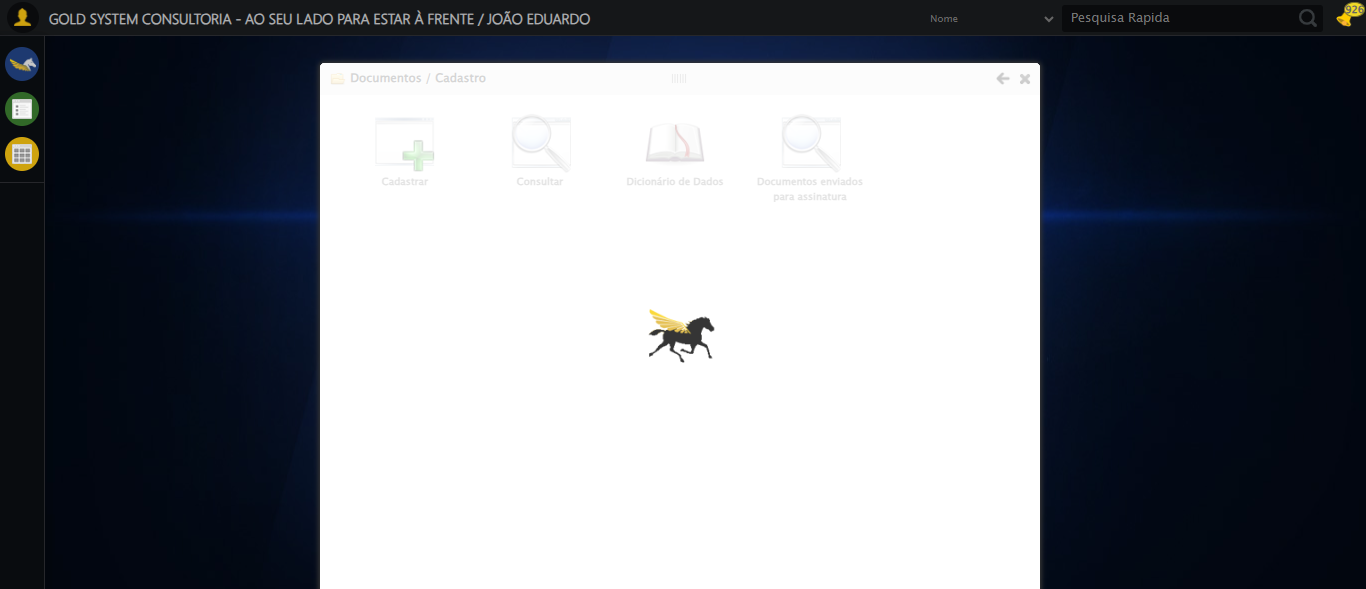 GOLD SYSTEM CONSULTORIA - AO SEU LADO PARA ESTAR À FRENTE / JOÃO EDUARDO
Nome
Pesquisa Rapida
926
Documentos / Cadastro
Cadastrar
Consultar
Dicionário de Dados
Documentos enviados
para assinatura